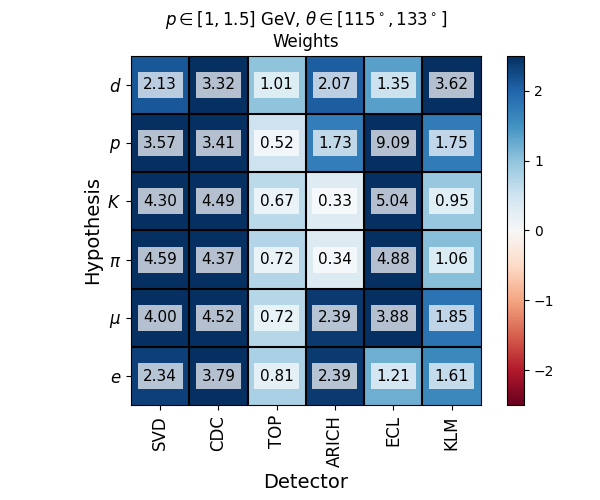 p ∈ [1, 1.5] GeV, θ ∈ [115°, 133°]
Weights
d 2.13 3.32 1.01 2.07 1.35 3.62
p 3.57 3.41 0.52 1.73 9.09 1.75
K 4.30 4.49 0.67 0.33 5.04 0.95
π 4.59 4.37 0.72 0.34 4.88 1.06
μ 4.00 4.52 0.72 2.39 3.88 1.85
e 2.34 3.79 0.81 2.39 1.21 1.61
SVD CDC TOP ARICH ECL KLM
Detector
Hypothesis
2
1
0
−1
−2